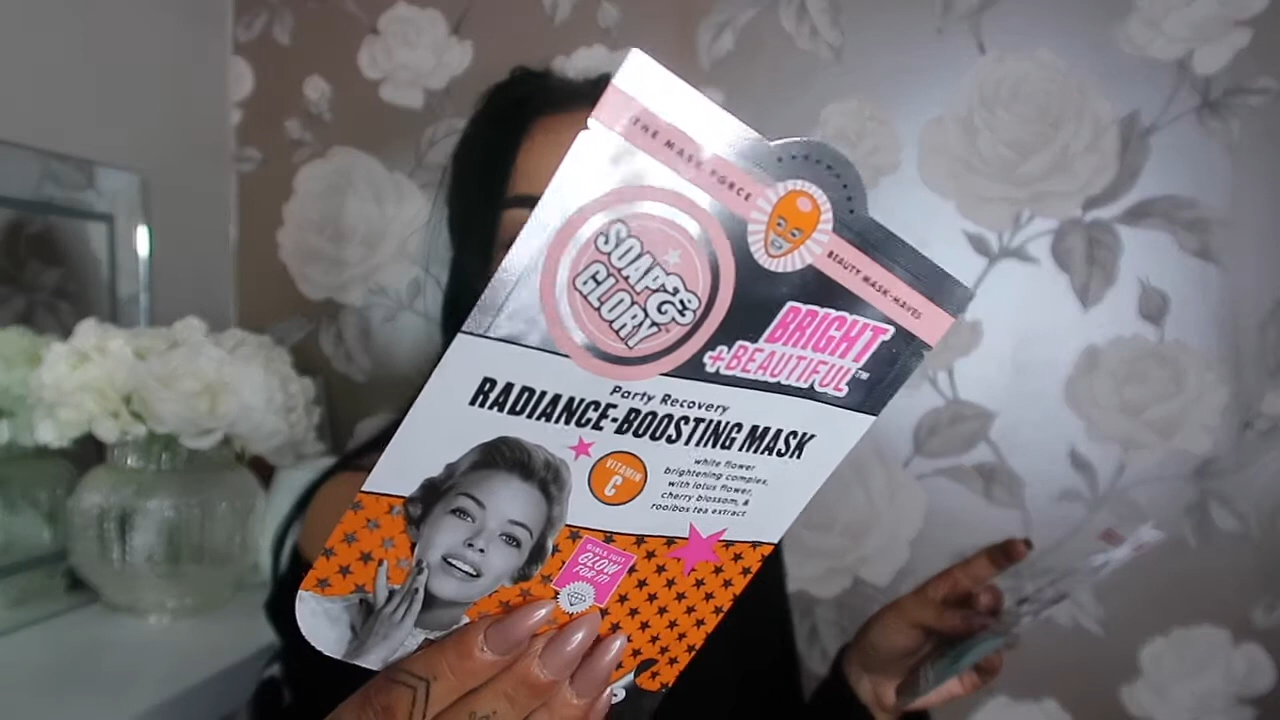 THE MASK FORCE
BEAUTY MASK-HAVES
SOAP &
GLORY
BRIGHT
+BEAUTIFUL™
Party Recovery
RADIANCE-BOOSTING MASK
VITAMIN
C
white flower
brightening complex,
with lotus flower,
cherry blossom, &
rooibos tea extract
GIRLS JUST
GLOW
FOR IT!